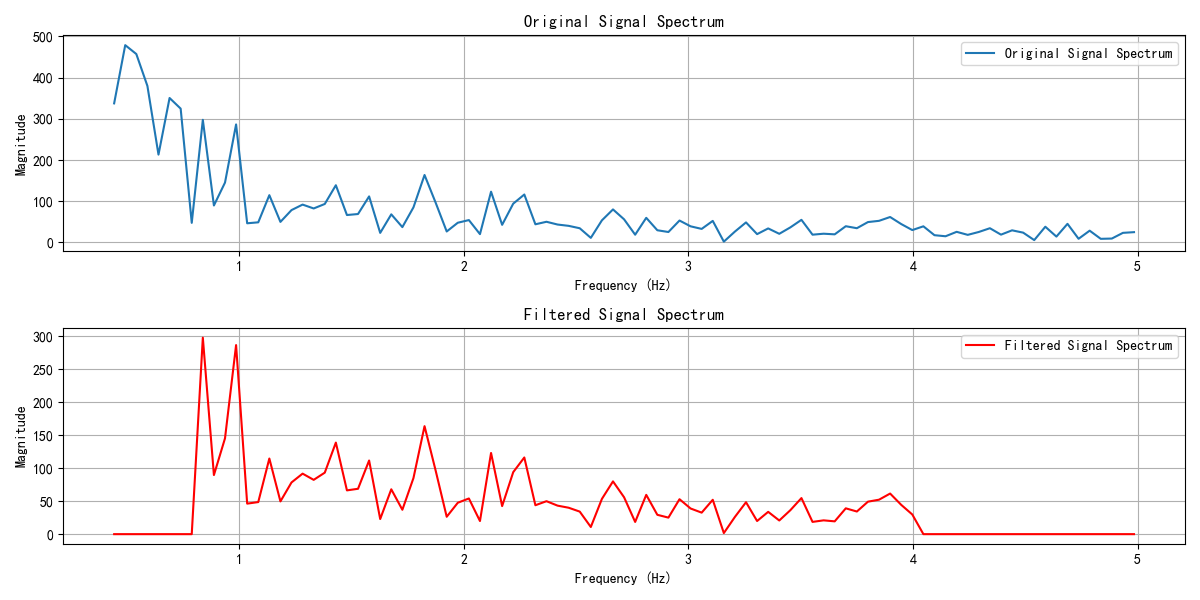 Original Signal Spectrum
500
400
300
200
100
0
Magnitude
Original Signal Spectrum
1
2
3
4
5
Frequency (Hz)
Filtered Signal Spectrum
300
250
200
150
100
50
0
Magnitude
Filtered Signal Spectrum
1
2
3
4
5
Frequency (Hz)